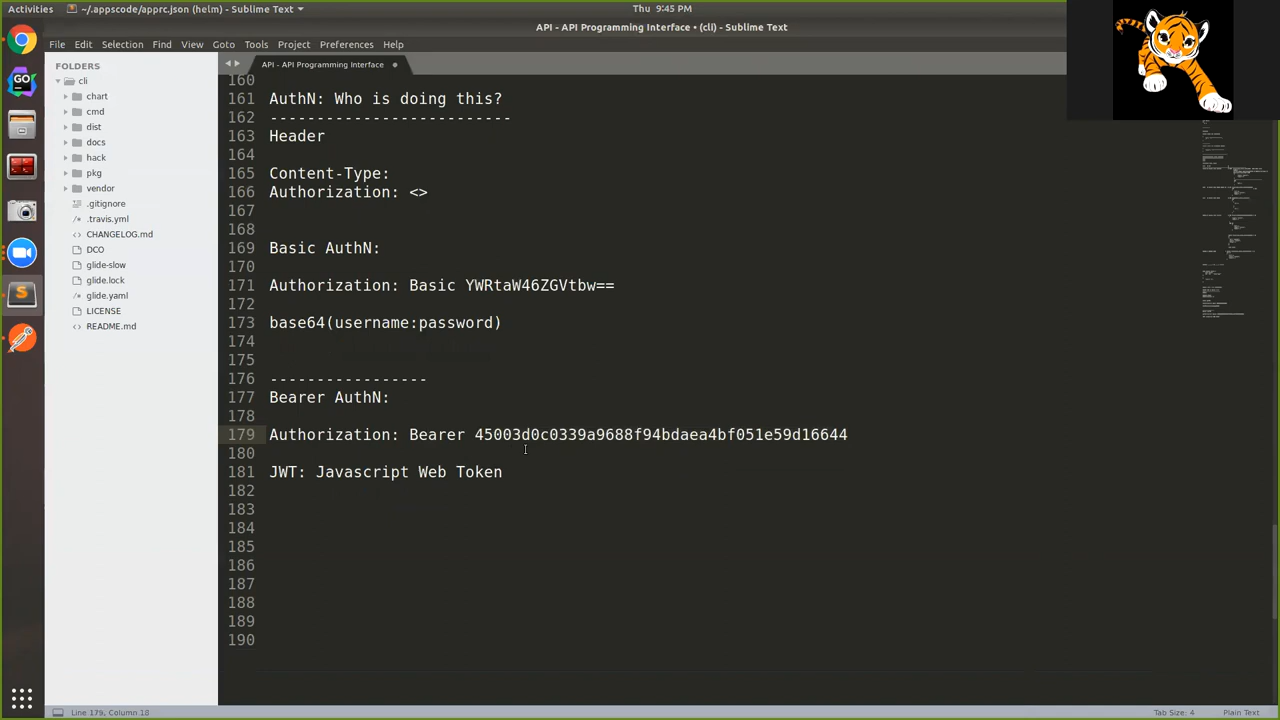 Activities
~/.appscode/apprc.json (helm) - Sublime Text
Thu 9:45 PM
API - API Programming Interface • (cli) - Sublime Text
File Edit Selection Find View Goto Tools Project Preferences Help
FOLDERS
cli
chart
cmd
dist
docs
hack
pkg
vendor
.gitignore
.travis.yml
CHANGELOG.md
DCO
glide-slow
glide.lock
glide.yaml
LICENSE
README.md
API - API Programming Interface
160
161 AuthN: Who is doing this?
162 --------------------------
163 Header
164
165 Content-Type:
166 Authorization: <>
167
168
169 Basic AuthN:
170
171 Authorization: Basic YWRtaW46ZGVtbw==
172
173 base64(username:password)
174
175
176 -----------------
177 Bearer AuthN:
178
179 Authorization: Bearer 45003d0c0339a9688f94bdaea4bf051e59d16644
180
181 JWT: Javascript Web Token
182
183
184
185
186
187
188
189
190
Line 179, Column 18
Tab Size: 4
Plain Text